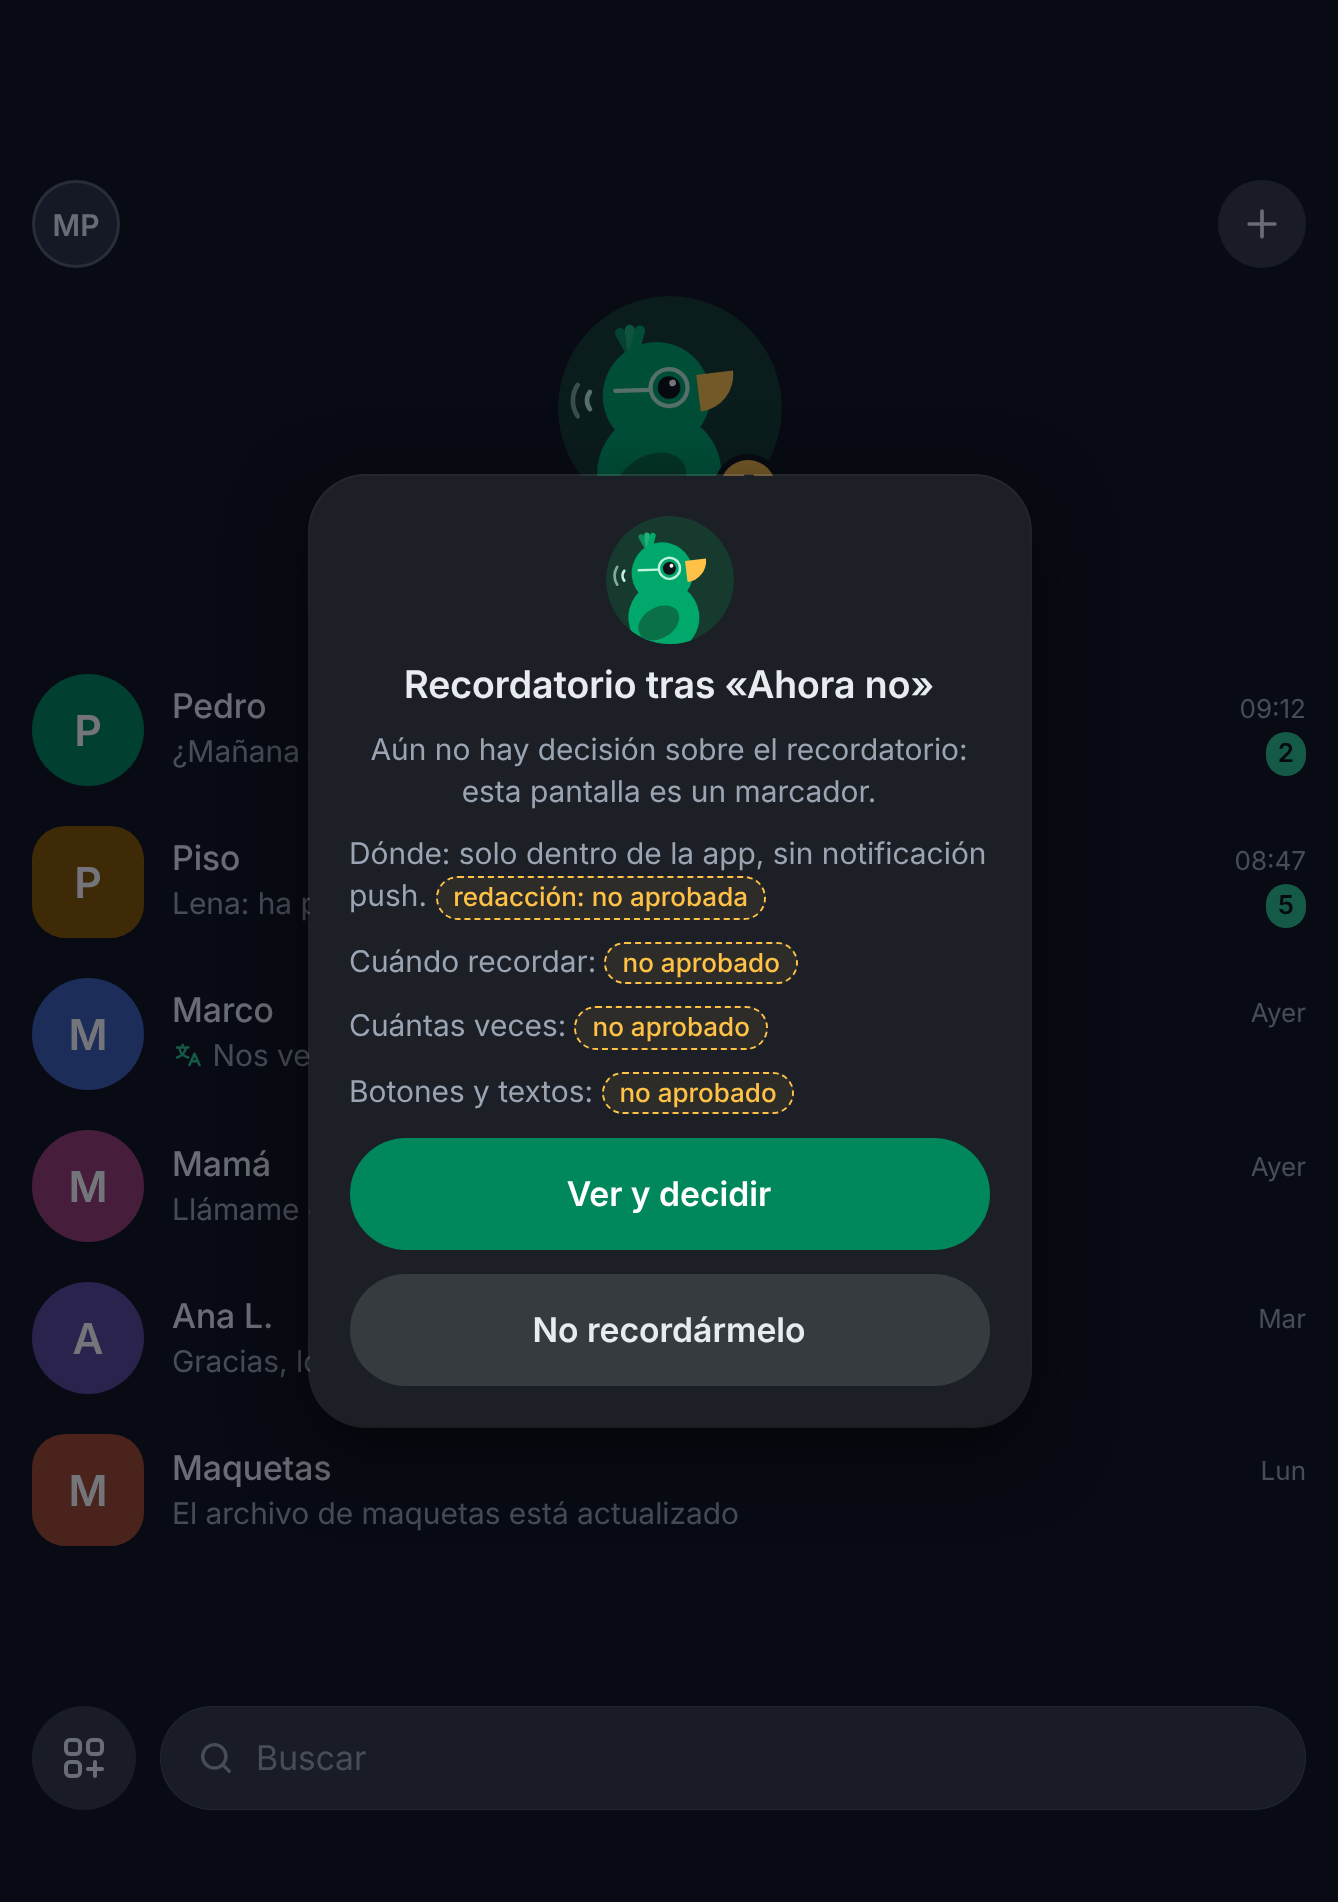 MP
Recordatorio tras «Ahora no»
Aún no hay decisión sobre el recordatorio:
esta pantalla es un marcador.
Dónde: solo dentro de la app, sin notificación
push. redacción: no aprobada
Cuándo recordar: no aprobado
Cuántas veces: no aprobado
Botones y textos: no aprobado
Ver y decidir
No recordármelo
P
Pedro
09:12
¿Mañana
2
P
Piso
08:47
Lena: ha
5
M
Marco
Ayer
Nos ve
M
Mamá
Ayer
Llámame
A
Ana L.
Mar
Gracias,
M
Maquetas
Lun
El archivo de maquetas está actualizado
Buscar